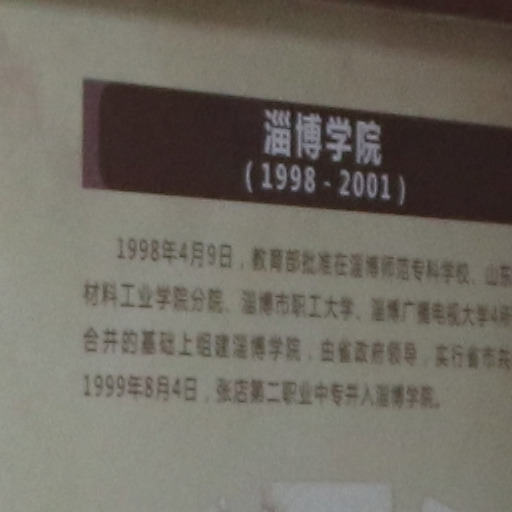 淄博学院
(1998 - 2001)
1998年4月9日，教育部批准在淄博师范专科学校、山东
材料工业学院分院、淄博市职工大学、淄博广播电视大学4所
合并的基础上组建淄博学院，由省政府领导，实行省市共
1999年8月4日，张店第二职业中专并入淄博学院。